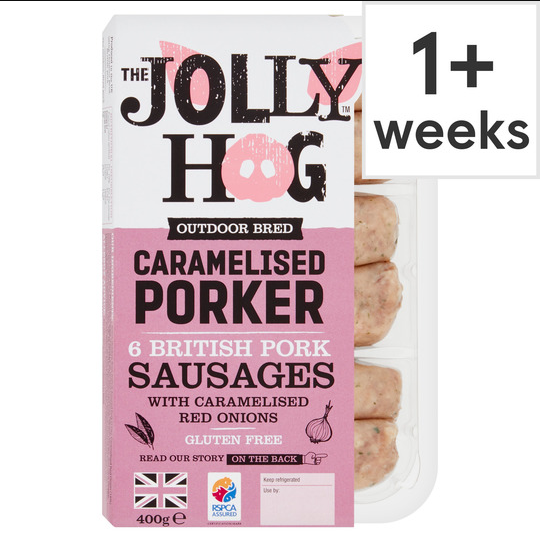 THE JOLLY
TM
HOG
OUTDOOR BRED
CARAMELISED
PORKER
6 BRITISH PORK
SAUSAGES
WITH CARAMELISED
RED ONIONS
GLUTEN FREE
READ OUR STORY ON THE BACK
RSPCA
ASSURED
Keep refrigerated
Use by:
400g e
1+
weeks